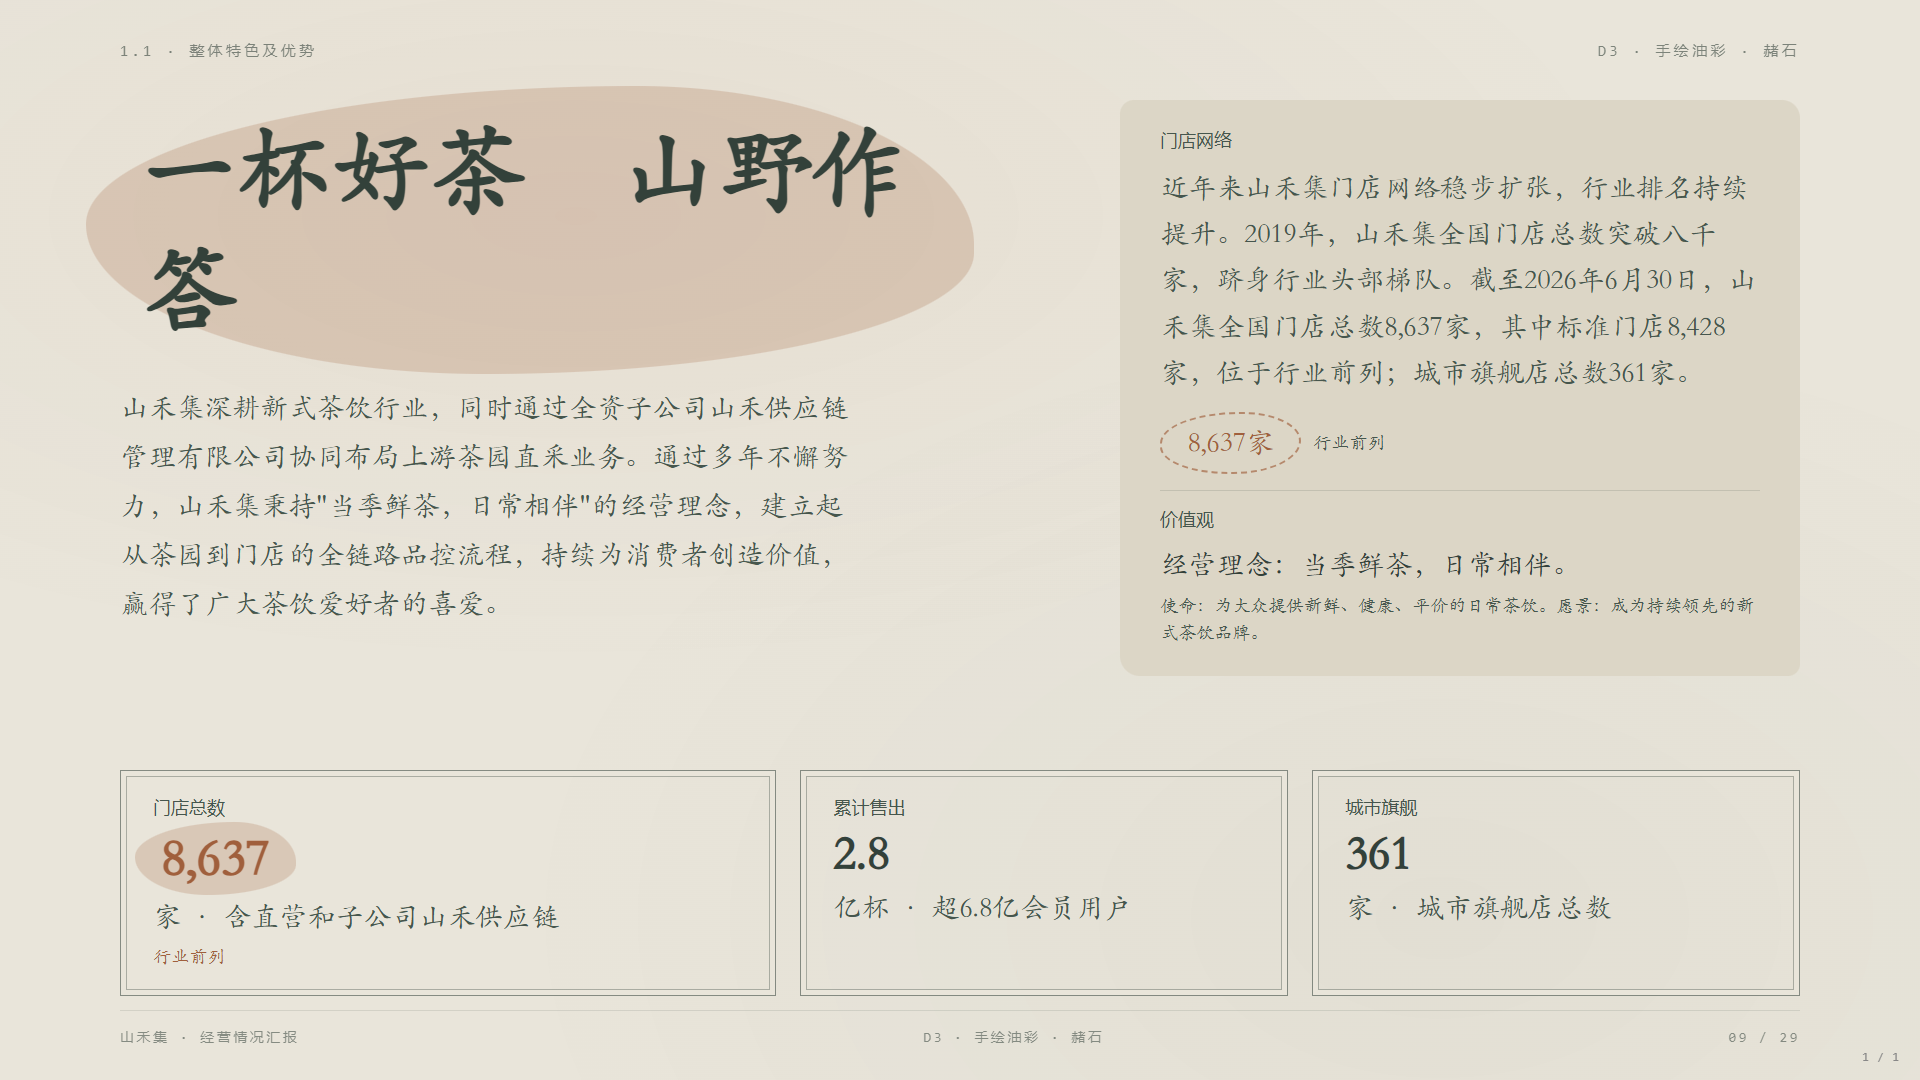 1.1 · 整体特色及优势
D3 · 手绘油彩 · 赭石
一杯好茶　山野作
答
山禾集深耕新式茶饮行业，同时通过全资子公司山禾供应链
管理有限公司协同布局上游茶园直采业务。通过多年不懈努
力，山禾集秉持"当季鲜茶，日常相伴"的经营理念，建立起
从茶园到门店的全链路品控流程，持续为消费者创造价值，
赢得了广大茶饮爱好者的喜爱。
门店网络
近年来山禾集门店网络稳步扩张，行业排名持续
提升。2019年，山禾集全国门店总数突破八千
家，跻身行业头部梯队。截至2026年6月30日，山
禾集全国门店总数8,637家，其中标准门店8,428
家，位于行业前列；城市旗舰店总数361家。
8,637家 行业前列
价值观
经营理念：当季鲜茶，日常相伴。
使命：为大众提供新鲜、健康、平价的日常茶饮。愿景：成为持续领先的新
式茶饮品牌。
门店总数
8,637
家 · 含直营和子公司山禾供应链
行业前列
累计售出
2.8
亿杯 · 超6.8亿会员用户
城市旗舰
361
家 · 城市旗舰店总数
山禾集 · 经营情况汇报
D3 · 手绘油彩 · 赭石
09 / 29
1 / 1